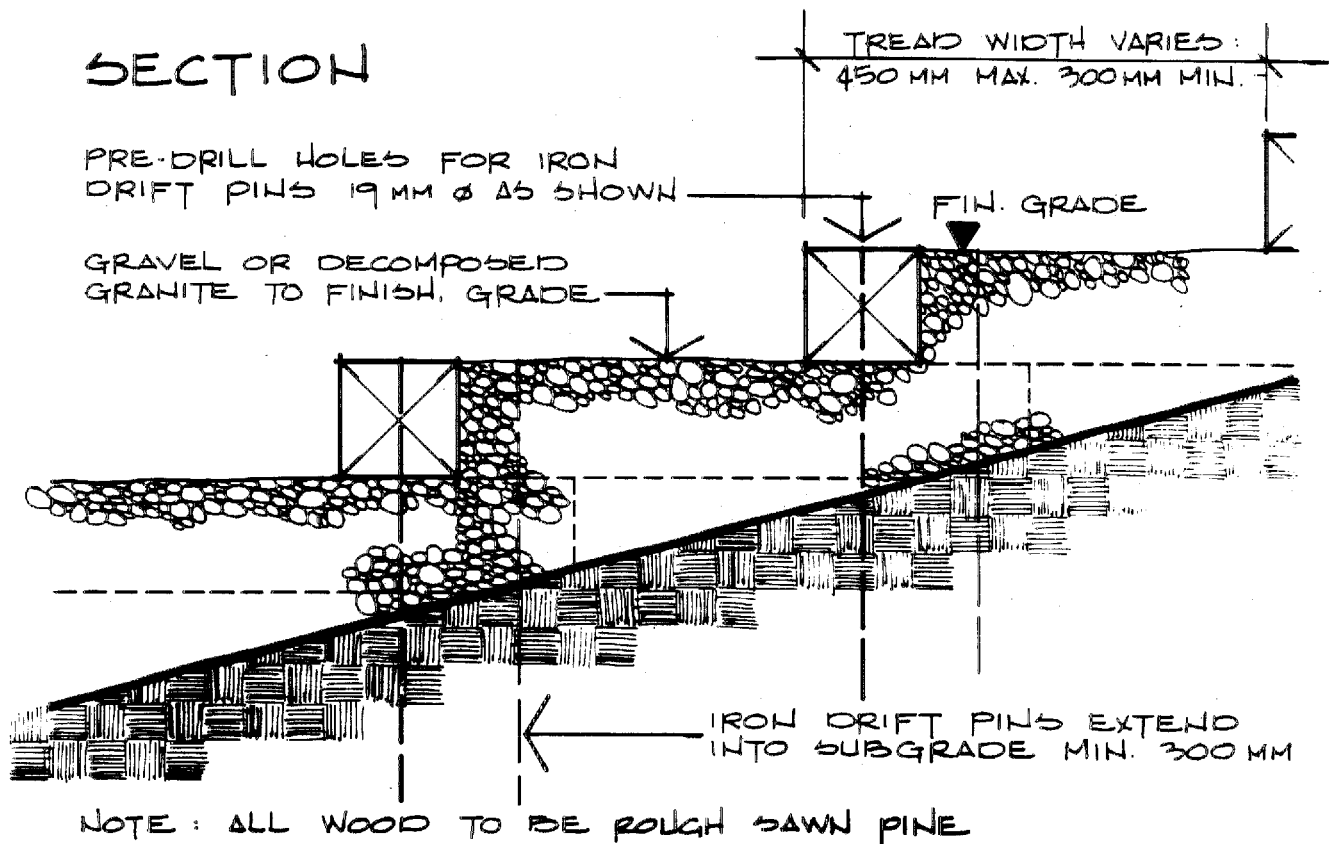 SECTION
TREAD WIDTH VARIES:
450 MM MAX. 300 MM MIN.
PRE-DRILL HOLES FOR IRON
DRIFT PINS 19 MM ø AS SHOWN
FIN. GRADE
GRAVEL OR DECOMPOSED
GRANITE TO FINISH. GRADE
IRON DRIFT PINS EXTEND
INTO SUBGRADE MIN. 300 MM
NOTE: ALL WOOD TO BE ROUGH SAWN PINE